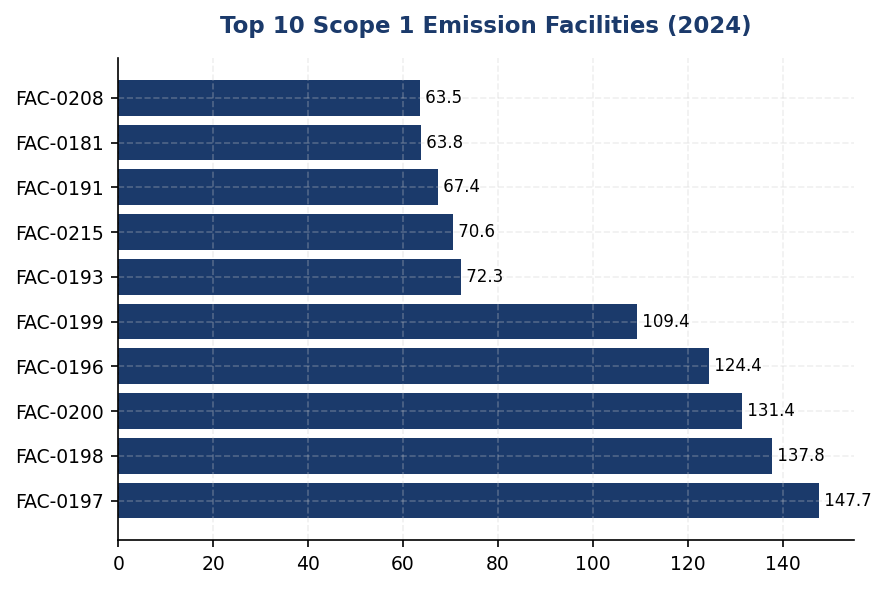 Top 10 Scope 1 Emission Facilities (2024)
FAC-0208 63.5
FAC-0181 63.8
FAC-0191 67.4
FAC-0215 70.6
FAC-0193 72.3
FAC-0199 109.4
FAC-0196 124.4
FAC-0200 131.4
FAC-0198 137.8
FAC-0197 147.7
0 20 40 60 80 100 120 140